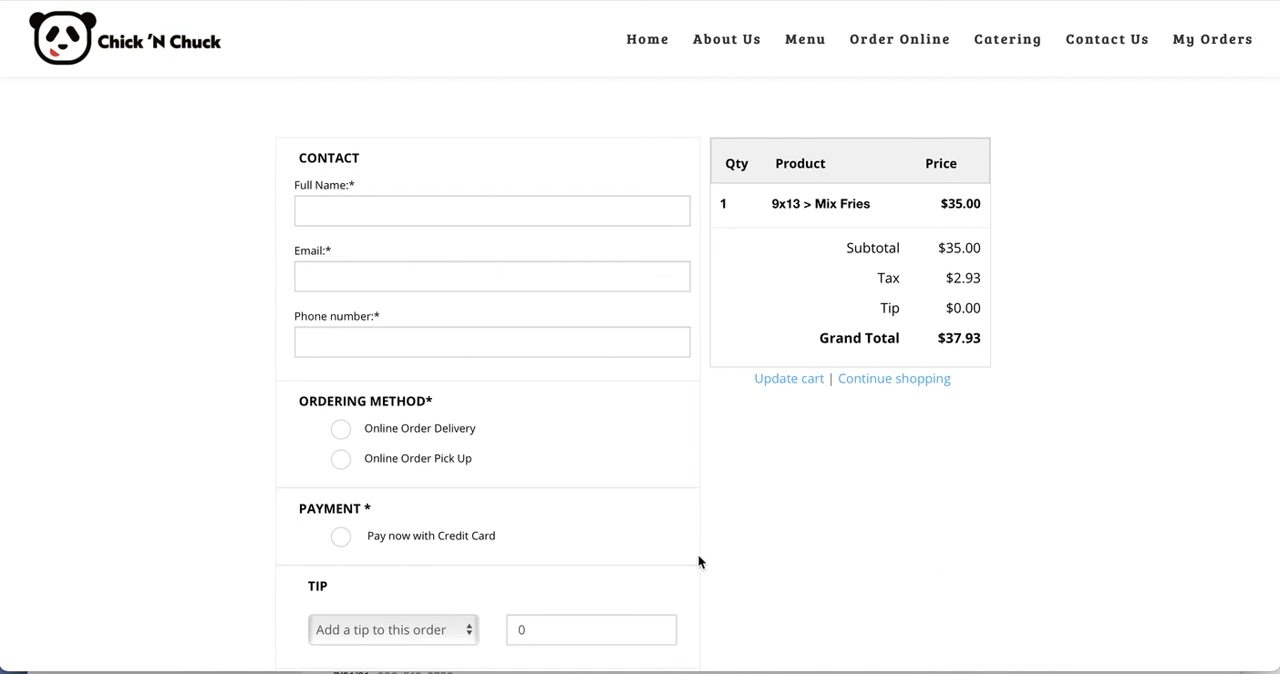 Chick 'N Chuck
Home About Us Menu Order Online Catering Contact Us My Orders
CONTACT
Full Name:*
Email:*
Phone number:*
ORDERING METHOD*
Online Order Delivery
Online Order Pick Up
PAYMENT *
Pay now with Credit Card
TIP
Add a tip to this order 0
Qty Product Price
1 9x13 > Mix Fries $35.00
Subtotal $35.00
Tax $2.93
Tip $0.00
Grand Total $37.93
Update cart | Continue shopping